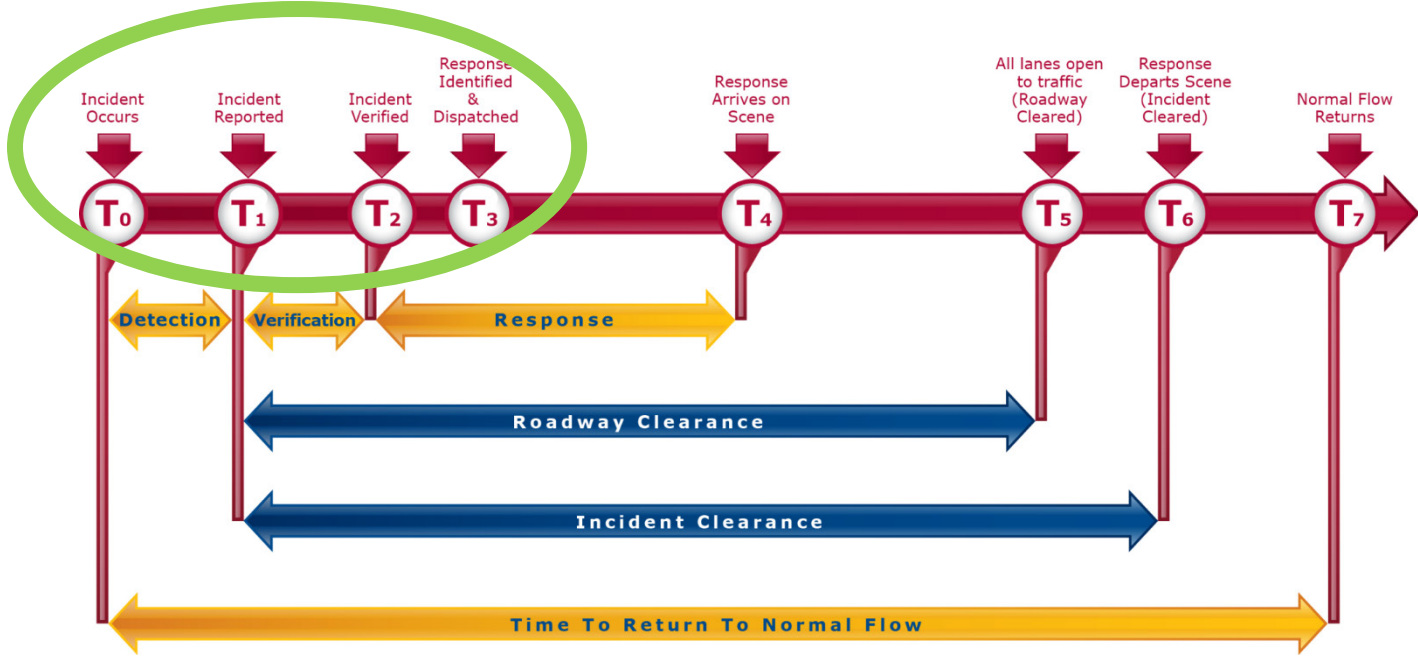 Incident
Occurs
Incident
Reported
Incident
Verified
Response
Identified
&
Dispatched
Response
Arrives on
Scene
All lanes open
to traffic
(Roadway
Cleared)
Response
Departs Scene
(Incident
Cleared)
Normal Flow
Returns
T0
T1
T2
T3
T4
T5
T6
T7
Detection
Verification
Response
Roadway Clearance
Incident Clearance
Time To Return To Normal Flow